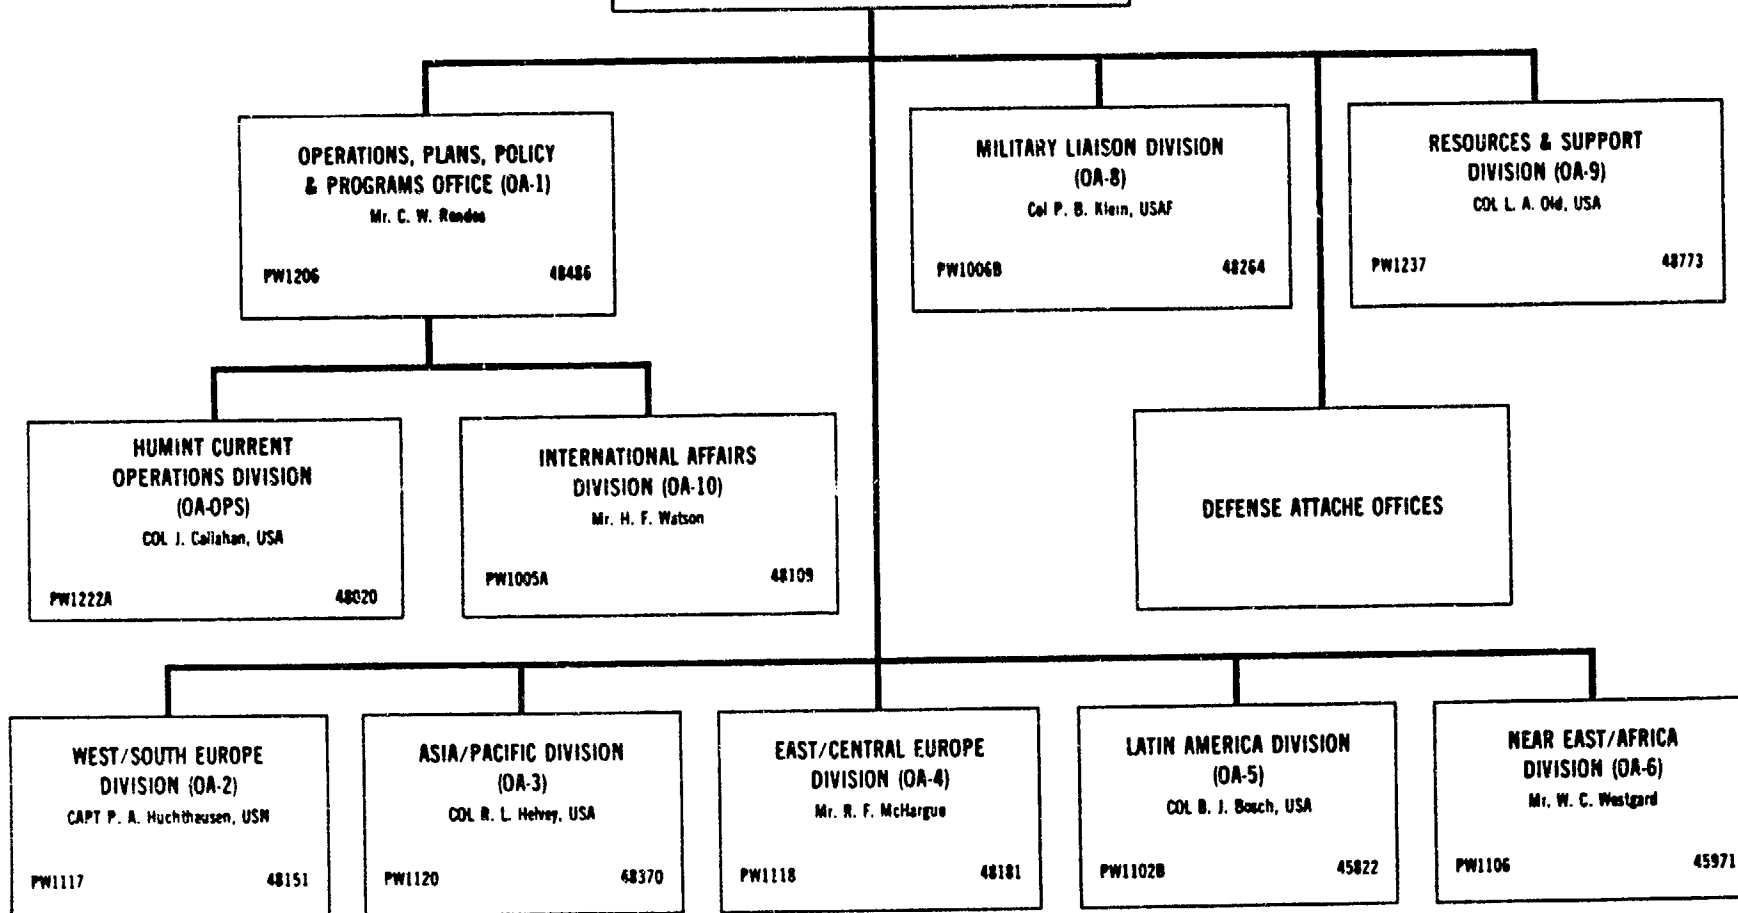 OPERATIONS, PLANS, POLICY
& PROGRAMS OFFICE (OA-1)
Mr. C. W.
PW1206 48486
MILITARY LIAISON DIVISION
(OA-8)
Col P. B. Klein, USAF
PW1006B 48264
RESOURCES & SUPPORT
DIVISION (OA-9)
COL L. A. Old, USA
PW1237 48773
HUMINT CURRENT
OPERATIONS DIVISION
(OA-OPS)
COL J. Callahan, USA
PW1222A 48020
INTERNATIONAL AFFAIRS
DIVISION (OA-10)
Mr. H. F. Watson
PW1005A 48109
DEFENSE ATTACHE OFFICES
WEST/SOUTH EUROPE
DIVISION (OA-2)
CAPT P. A. Huchthausen, USN
PW1117 48151
ASIA/PACIFIC DIVISION
(OA-3)
COL R. L. Helvey, USA
PW1120 48370
EAST/CENTRAL EUROPE
DIVISION (OA-4)
Mr. R. F. McHargue
PW1118 48181
LATIN AMERICA DIVISION
(OA-5)
COL B. J. Bosch, USA
PW1102B 45822
NEAR EAST/AFRICA
DIVISION (OA-6)
Mr. W. C. Westgard
PW1106 45971